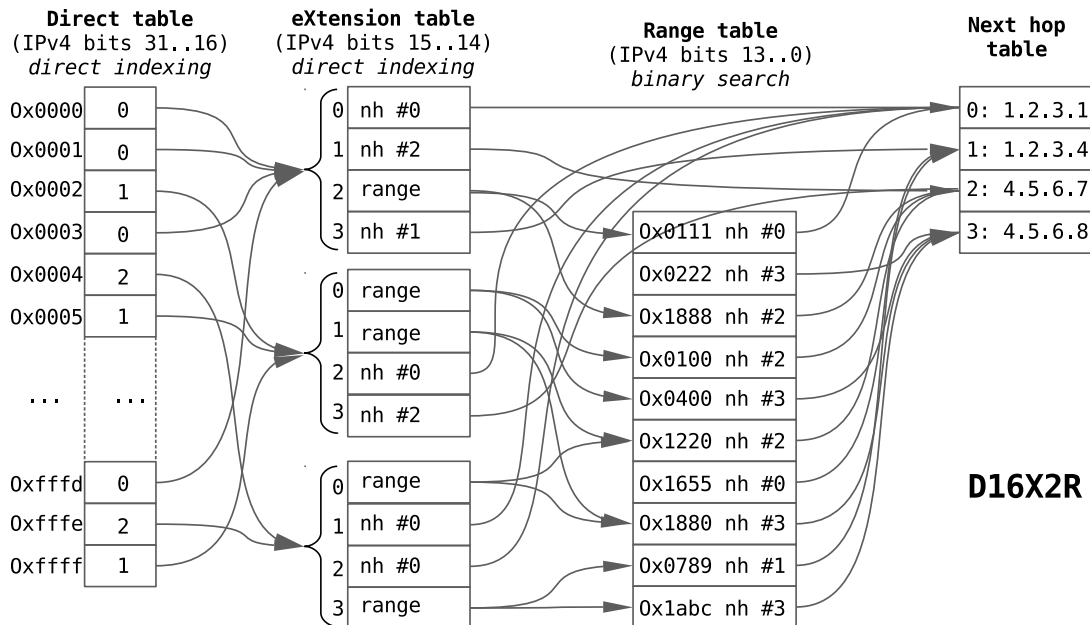 Direct table
(IPv4 bits 31..16)
direct indexing
eXtension table
(IPv4 bits 15..14)
direct indexing
Range table
(IPv4 bits 13..0)
binary search
Next hop
table
0x0000 0
0x0001 0
0x0002 1
0x0003 0
0x0004 2
0x0005 1
... ...
0xfffd 0
0xfffe 2
0xffff 1
0 nh #0
1 nh #2
2 range
3 nh #1
0 range
1 range
2 nh #0
3 nh #2
0 range
1 nh #0
2 nh #0
3 range
0x0111 nh #0
0x0222 nh #3
0x1888 nh #2
0x0100 nh #2
0x0400 nh #3
0x1220 nh #2
0x1655 nh #0
0x1880 nh #3
0x0789 nh #1
0x1abc nh #3
0: 1.2.3.1
1: 1.2.3.4
2: 4.5.6.7
3: 4.5.6.8
D16X2R